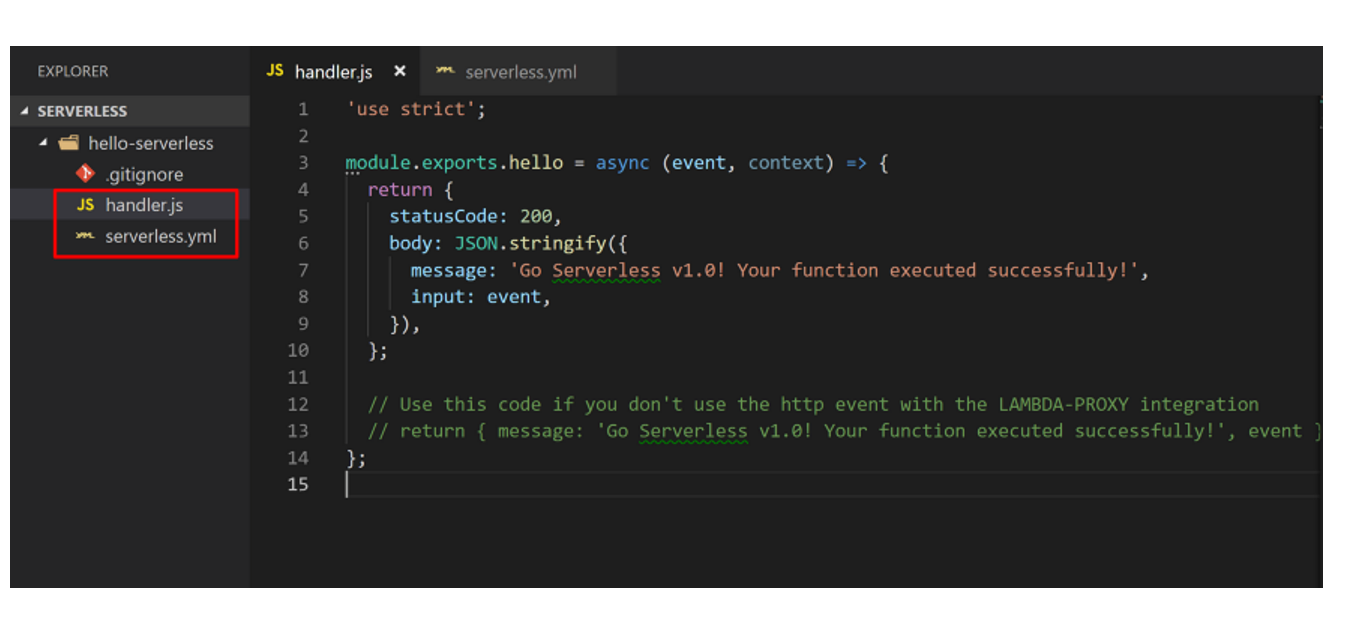 EXPLORER
JS handler.js ×
YML serverless.yml
SERVERLESS
hello-serverless
.gitignore
JS handler.js
YML serverless.yml
1 'use strict';
2
3 module.exports.hello = async (event, context) => {
4 return {
5 statusCode: 200,
6 body: JSON.stringify({
7 message: 'Go Serverless v1.0! Your function executed successfully!',
8 input: event,
9 }),
10 };
11
12 // Use this code if you don't use the http event with the LAMBDA-PROXY integration
13 // return { message: 'Go Serverless v1.0! Your function executed successfully!', event }
14 };
15